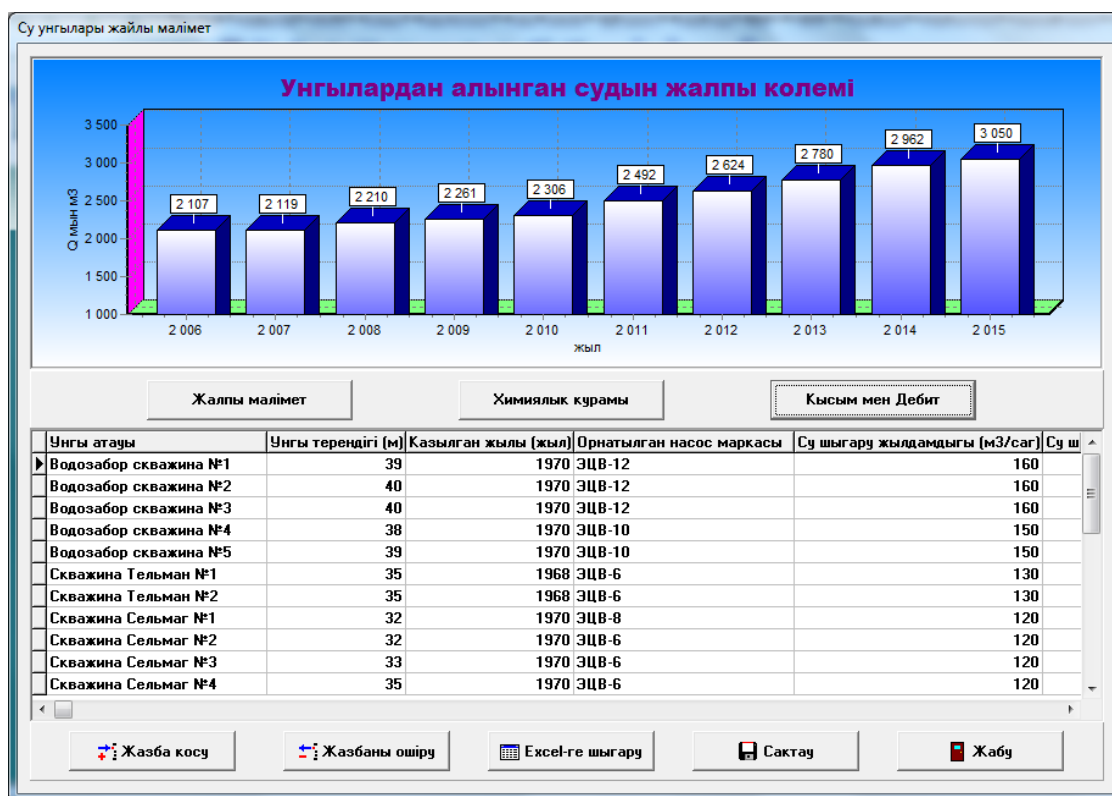 Су унгылары жайлы малімет
Унгылардан алынган судын жалпы колемі
3 500
3 000
2 500
2 000
1 500
1 000
Q мын м3
2 107
2 119
2 210
2 261
2 306
2 492
2 624
2 780
2 962
3 050
2 006 2 007 2 008 2 009 2 010 2 011 2 012 2 013 2 014 2 015
жыл
Жалпы малімет Химиялык курамы Кысым мен Дебит
Унгы атауы Унгы терендігі (м) Казылган жылы (жыл) Орнатылган насос маркасы Су шыгару жылдамдыгы (м3/саг) Су ш
Водозабор скважина №1 39 1970 ЭЦВ-12 160
Водозабор скважина №2 40 1970 ЭЦВ-12 160
Водозабор скважина №3 40 1970 ЭЦВ-12 160
Водозабор скважина №4 38 1970 ЭЦВ-10 150
Водозабор скважина №5 39 1970 ЭЦВ-10 150
Скважина Тельман №1 35 1968 ЭЦВ-6 130
Скважина Тельман №2 35 1968 ЭЦВ-6 130
Скважина Сельмаг №1 32 1970 ЭЦВ-8 120
Скважина Сельмаг №2 32 1970 ЭЦВ-6 120
Скважина Сельмаг №3 33 1970 ЭЦВ-6 120
Скважина Сельмаг №4 35 1970 ЭЦВ-6 120
Жазба косу Жазбаны ошіру Excel-ге шыгару Сактау Жабу